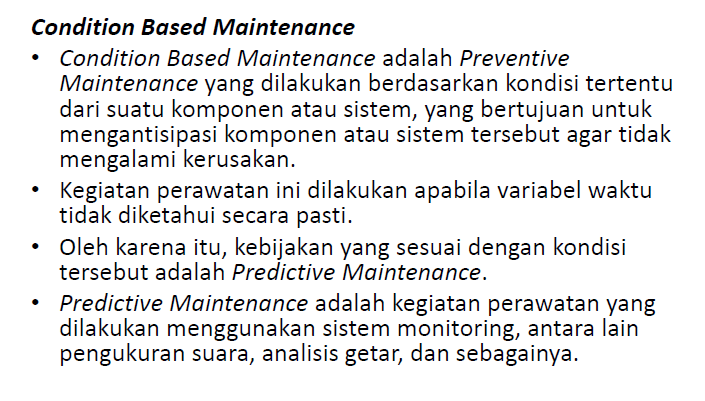 Condition Based Maintenance
• Condition Based Maintenance adalah Preventive
Maintenance yang dilakukan berdasarkan kondisi tertentu
dari suatu komponen atau sistem, yang bertujuan untuk
mengantisipasi komponen atau sistem tersebut agar tidak
mengalami kerusakan.
• Kegiatan perawatan ini dilakukan apabila variabel waktu
tidak diketahui secara pasti.
• Oleh karena itu, kebijakan yang sesuai dengan kondisi
tersebut adalah Predictive Maintenance.
• Predictive Maintenance adalah kegiatan perawatan yang
dilakukan menggunakan sistem monitoring, antara lain
pengukuran suara, analisis getar, dan sebagainya.